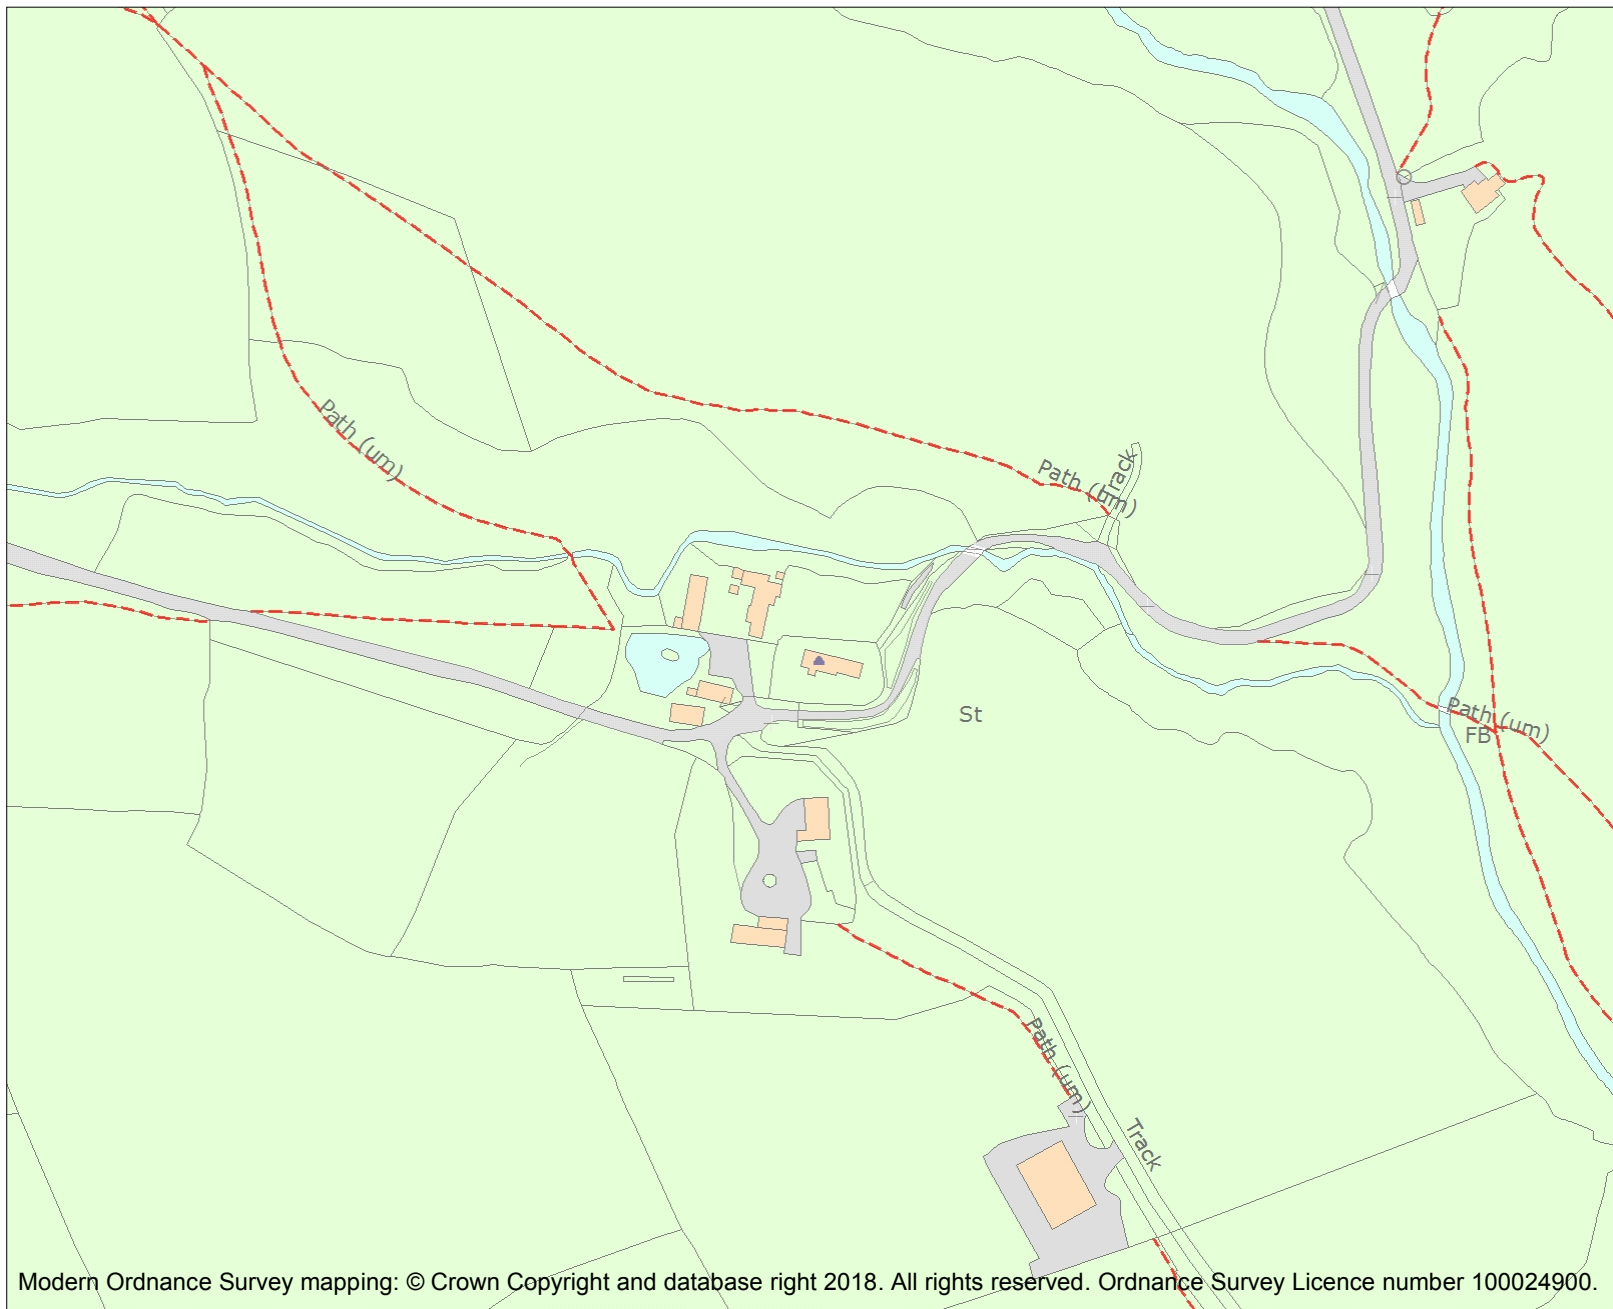 Path (um)
Path (um)
Track
St
Path (um)
FB
Path (um)
Track
Modern Ordnance Survey mapping: © Crown Copyright and database right 2018. All rights reserved. Ordnance Survey Licence number 100024900.